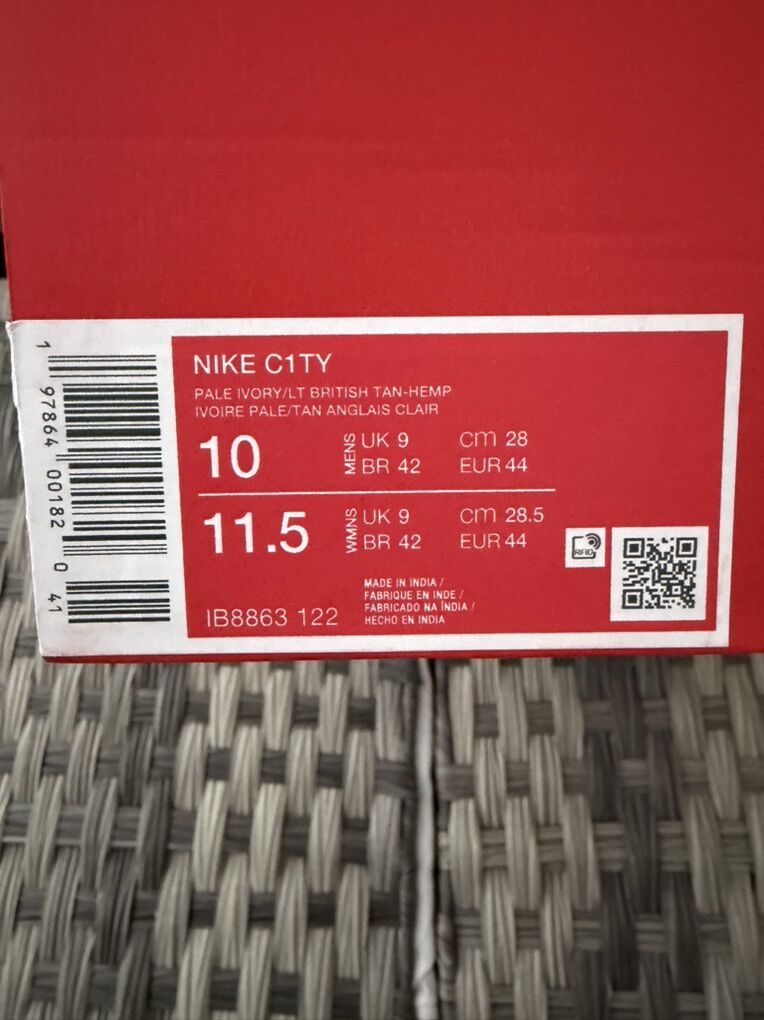 NIKE C1TY
PALE IVORY/LT BRITISH TAN-HEMP
IVOIRE PALE/TAN ANGLAIS CLAIR
10 MENS UK 9 cm 28
BR 42 EUR 44
11.5 WMNS UK 9 cm 28.5
BR 42 EUR 44
RFID
MADE IN INDIA /
FABRIQUE EN INDE /
FABRICADO NA ÍNDIA /
HECHO EN INDIA
IB8863 122
1 97864 00182 0 41